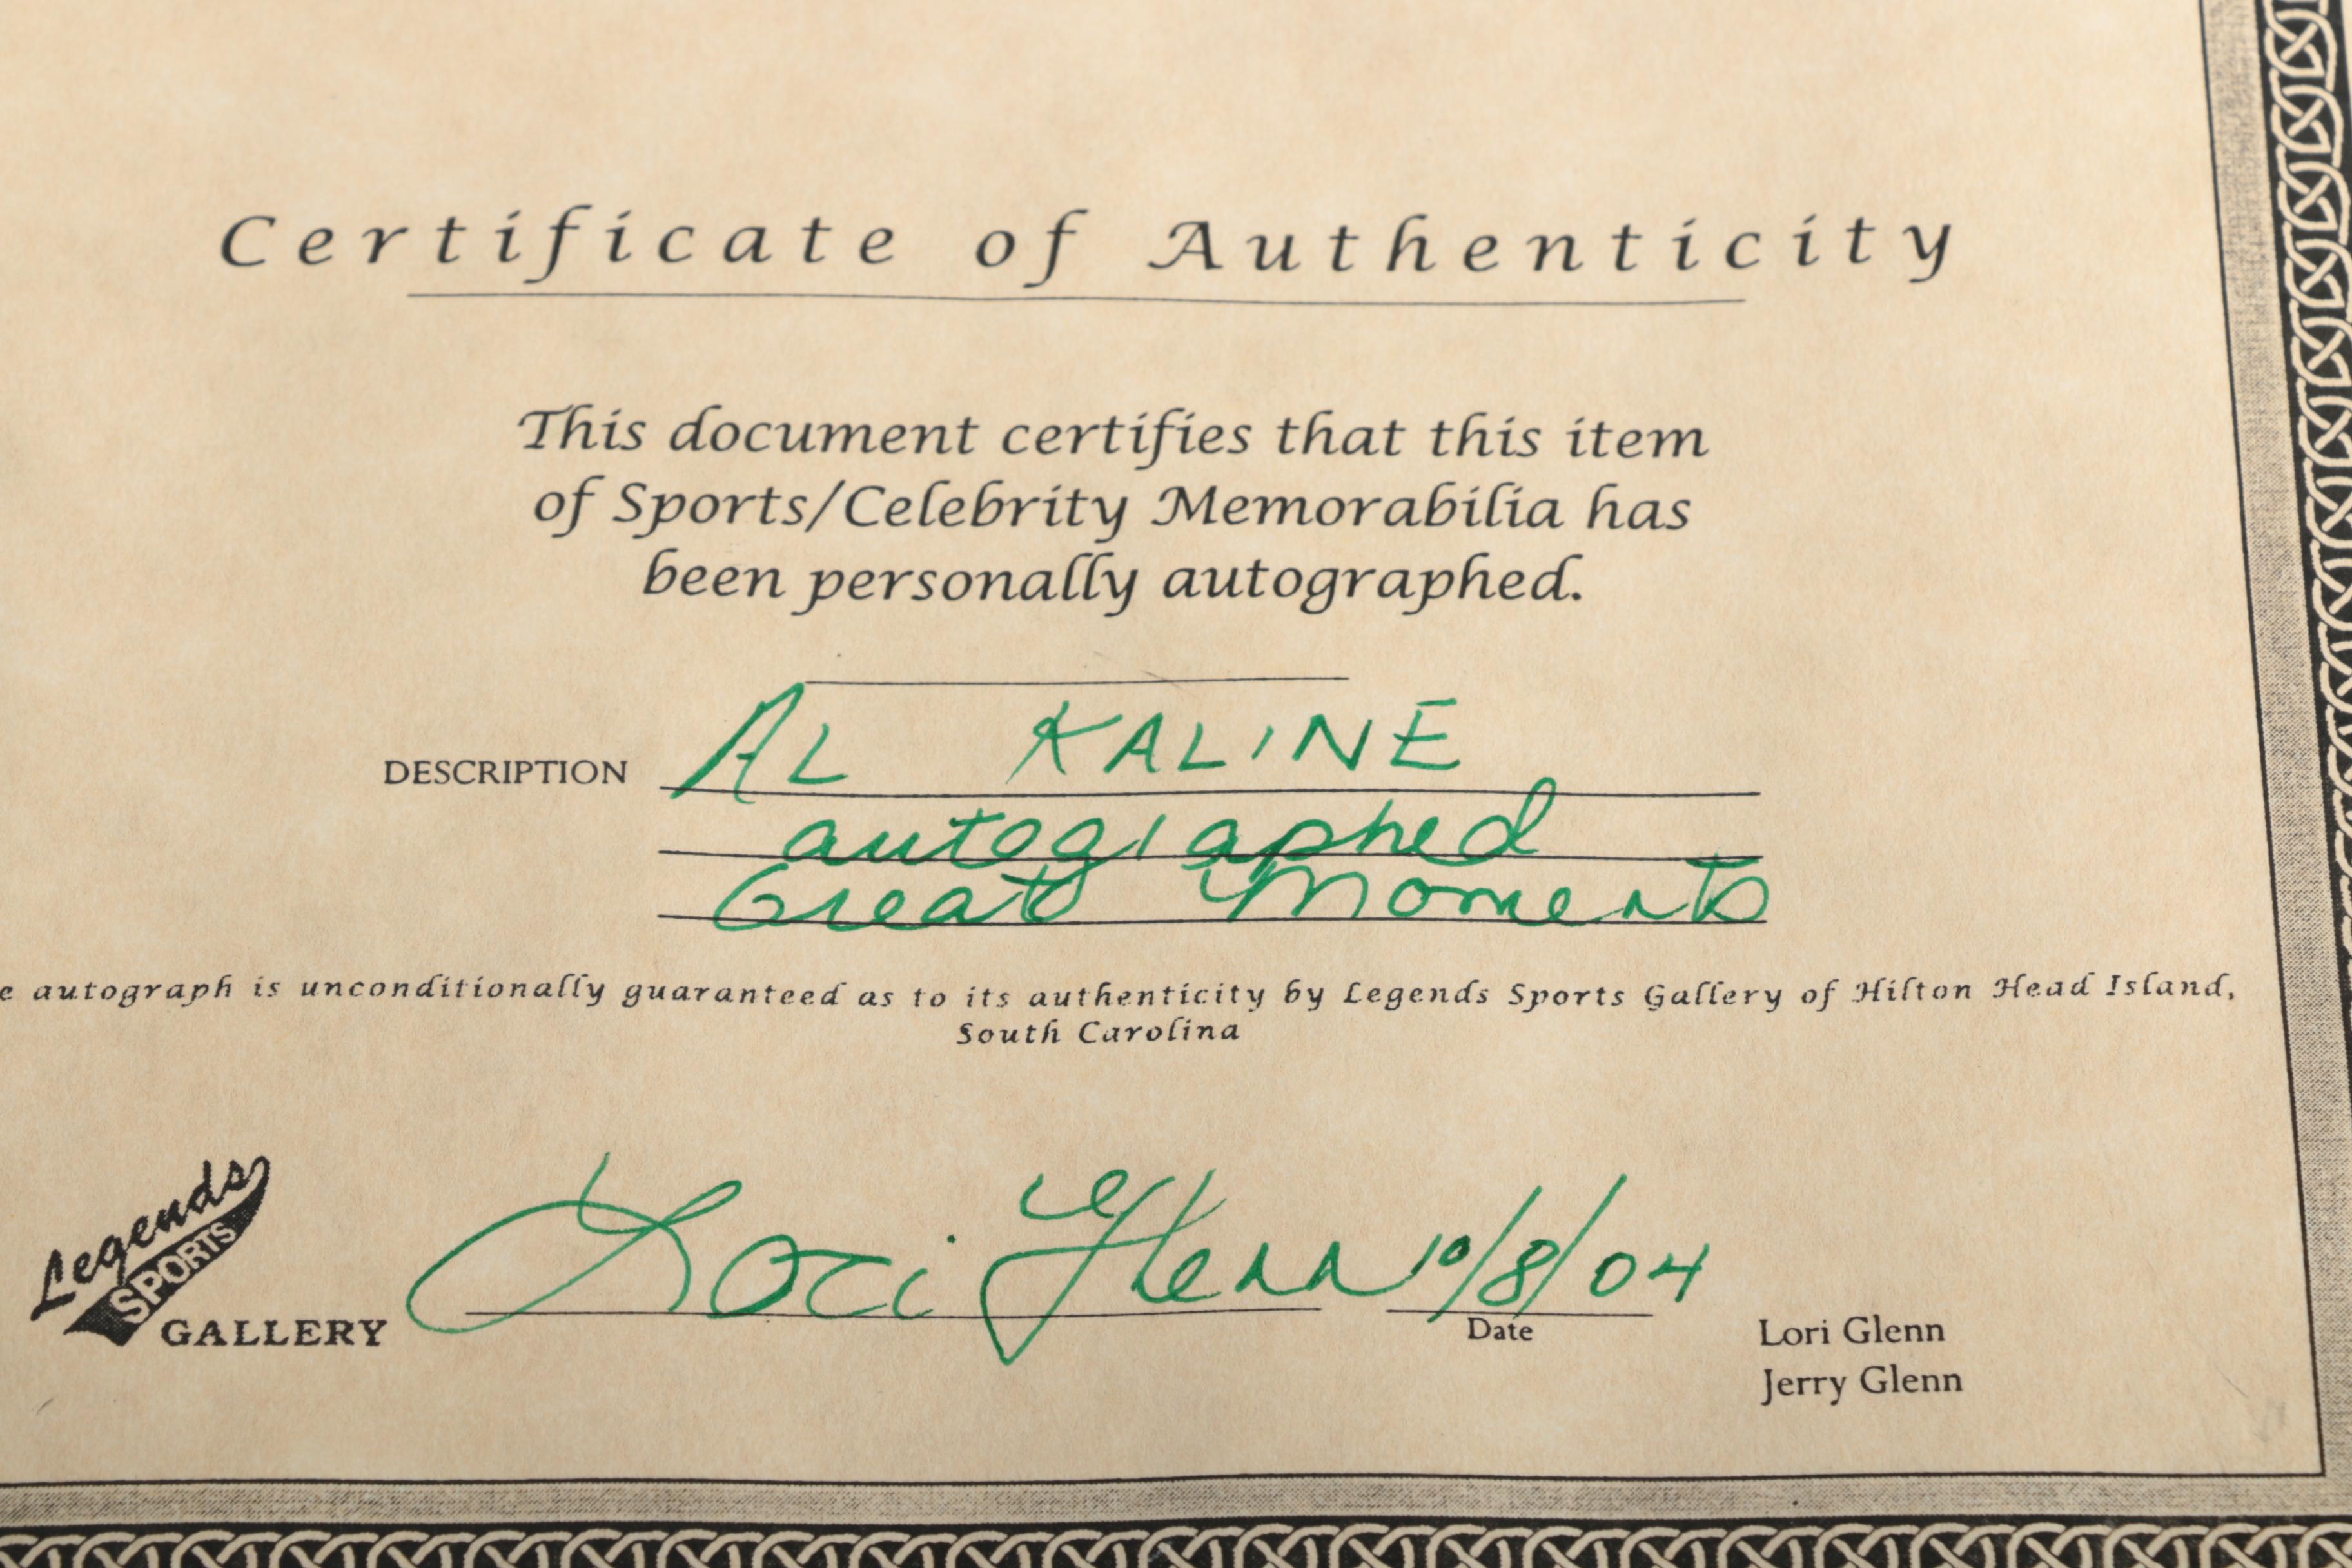 Certificate of Authenticity
This document certifies that this item
of Sports/Celebrity Memorabilia has
been personally autographed.
DESCRIPTION AL KALINE
autographed
Great Moments
e autograph is unconditionally guaranteed as to its authenticity by Legends Sports Gallery of Hilton Head Island,
South Carolina
Legends
SPORTS
GALLERY
Lori Glenn 10/8/04
Date
Lori Glenn
Jerry Glenn